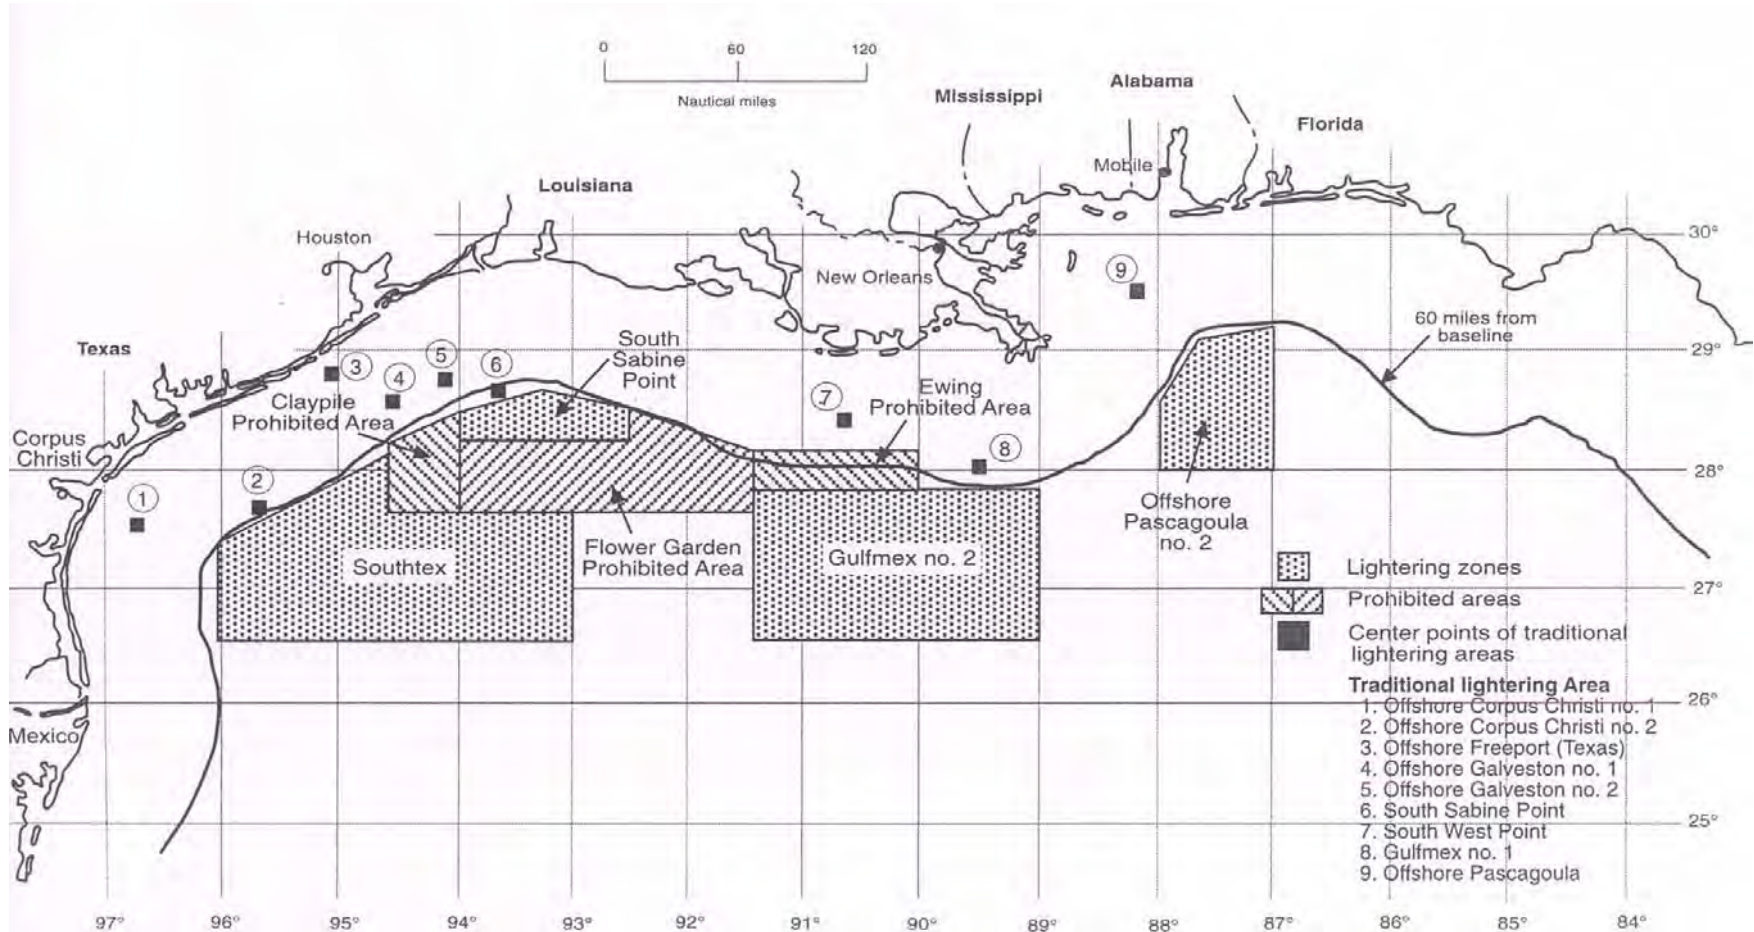 0 60 120
Nautical miles
Mississippi
Alabama
Florida
Mobile
Louisiana
Houston
New Orleans
30°
9
60 miles from
baseline
Texas
South
Sabine
Point
29°
3
4
5
6
7
Ewing
Prohibited Area
Claypile
Prohibited Area
Corpus
Christi
8
28°
1
2
Offshore
Pascagoula
no. 2
Flower Garden
Prohibited Area
Southtex
Gulfmex no. 2
27°
Lightering zones
Prohibited areas
Center points of traditional
lightering areas
26°
Mexico
Traditional lightering Area
1. Offshore Corpus Christi no. 1
2. Offshore Corpus Christi no. 2
3. Offshore Freeport (Texas)
4. Offshore Galveston no. 1
5. Offshore Galveston no. 2
6. South Sabine Point
7. South West Point
8. Gulfmex no. 1
9. Offshore Pascagoula
25°
97° 96° 95° 94° 93° 92° 91° 90° 89° 88° 87° 86° 85° 84°